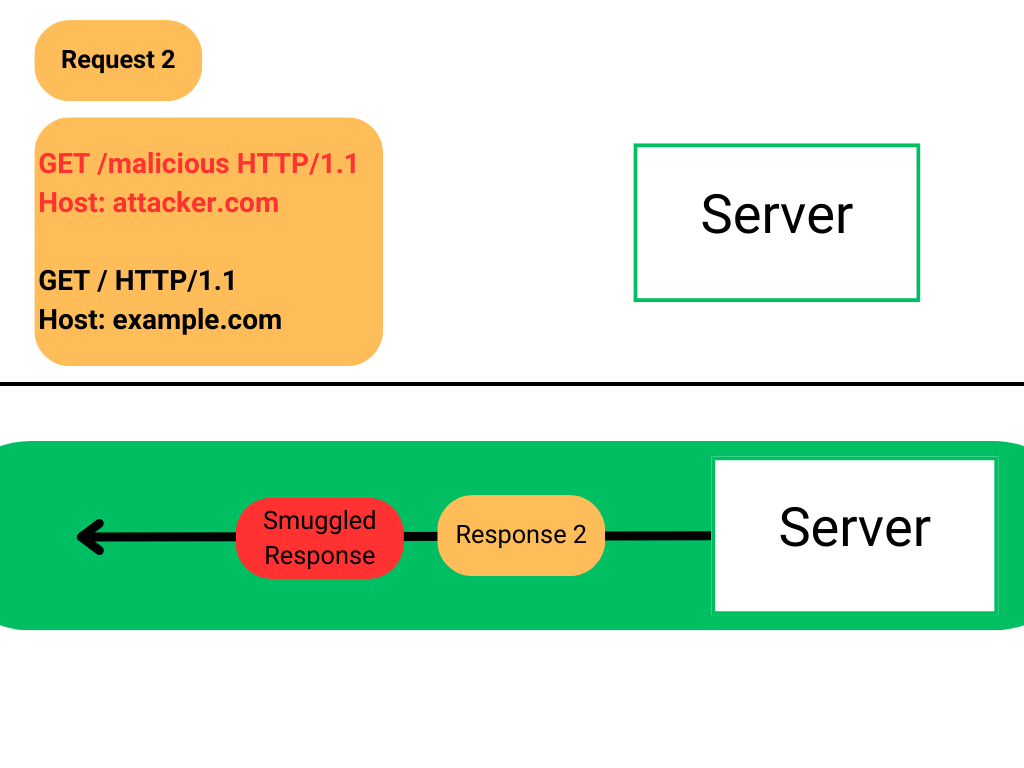 Request 2
GET /malicious HTTP/1.1
Host: attacker.com
GET / HTTP/1.1
Host: example.com
Server
Smuggled
Response
Response 2
Server